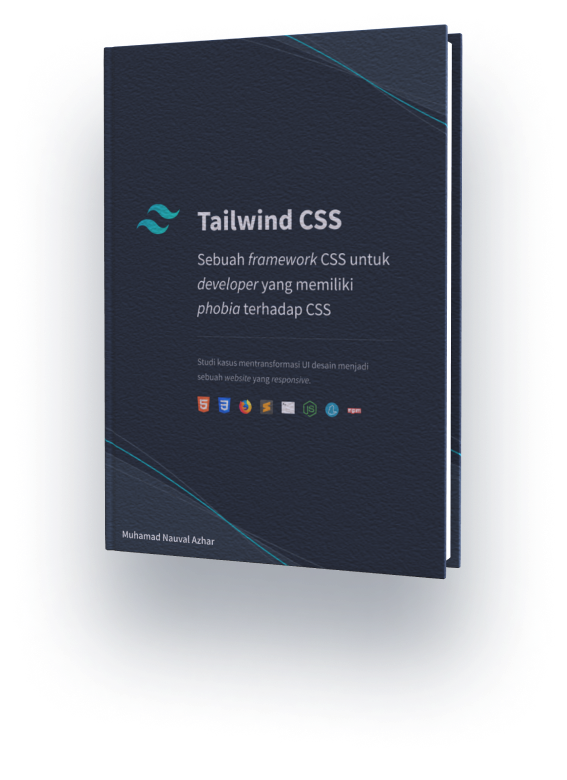 Tailwind CSS
Sebuah framework CSS untuk
developer yang memiliki
phobia terhadap CSS
Studi kasus mentransformasi UI desain menjadi
sebuah website yang responsive.
Muhamad Nauval Azhar